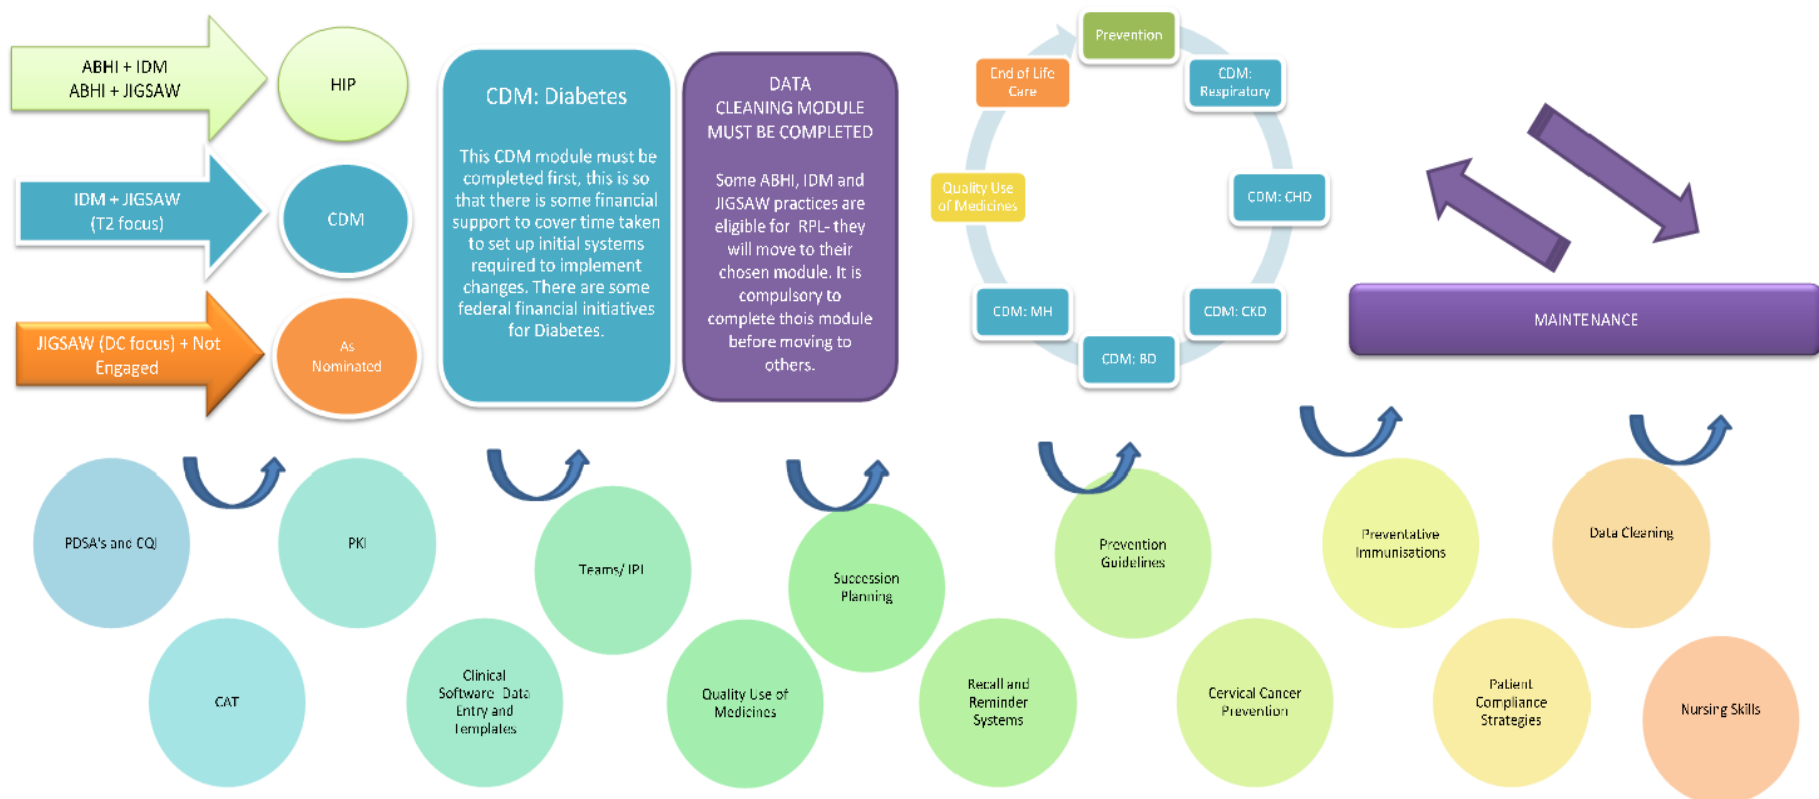 ABHI + IDM
ABHI + JIGSAW
HIP
IDM + JIGSAW
(T2 focus)
CDM
JIGSAW (DC focus) + Not
Engaged
As
Nominated
CDM: Diabetes
This CDM module must be
completed first, this is so
that there is some financial
support to cover time taken
to set up initial systems
required to implement
changes. There are some
federal financial initiatives
for Diabetes.
DATA
CLEANING MODULE
MUST BE COMPLETED
Some ABHI, IDM and
JIGSAW practices are
eligible for RPL- they
will move to their
chosen module. It is
compulsory to
complete thois module
before moving to
others.
Prevention
CDM:
Respiratory
CDM: CHD
CDM: CKD
CDM: BD
CDM: MH
Quality Use
of Medicines
End of Life
Care
MAINTENANCE
PDSA's and CQI
PKI
Teams/ IPI
Succession
Planning
Prevention
Guidelines
Preventative
Immunisations
Data Cleaning
CAT
Clinical
Software Data
Entry and
Templates
Quality Use of
Medicines
Recall and
Reminder
Systems
Cervical Cancer
Prevention
Patient
Compliance
Strategies
Nursing Skills